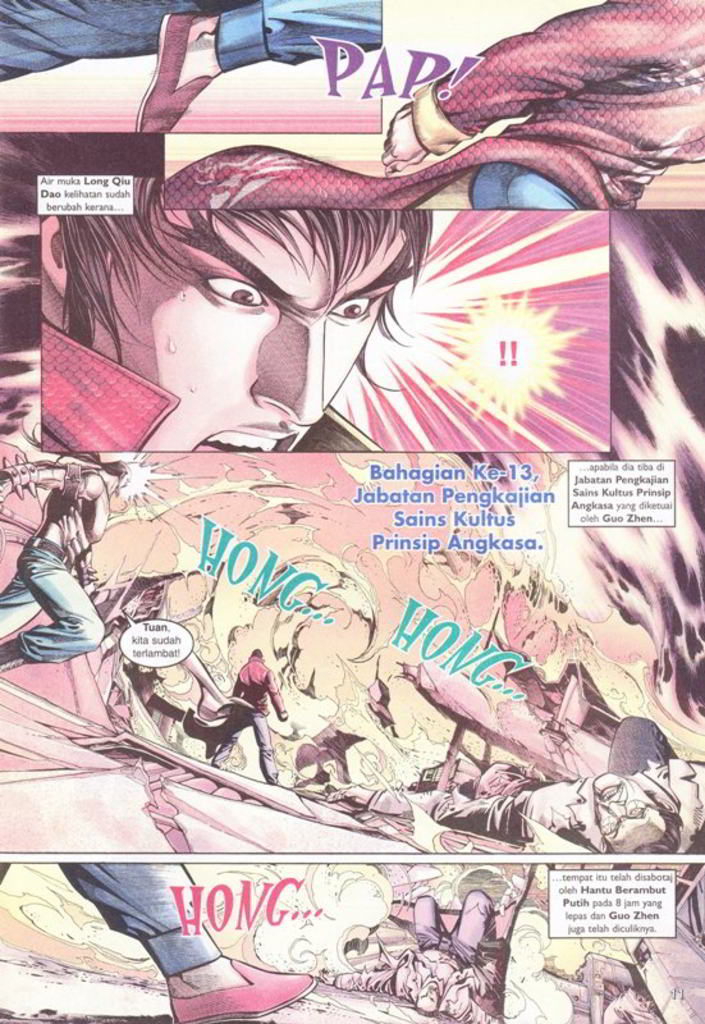 PAP!
Air muka Long Qiu
Dao kelihatan sudah
berubah kerana...
!!
Bahagian Ke-13,
Jabatan Pengkajian
Sains Kultus
Prinsip Angkasa.
...apabila dia tiba di
Jabatan Pengkajian
Sains Kultus Prinsip
Angkasa yang diketuai
oleh Guo Zhen...
HONG...
HONG...
Tuan,
kita sudah
terlambat!
...tempat itu telah disabotaj
oleh Hantu Berambut
Putih pada 8 jam yang
lepas dan Guo Zhen
juga telah diculiknya.
HONG...
11